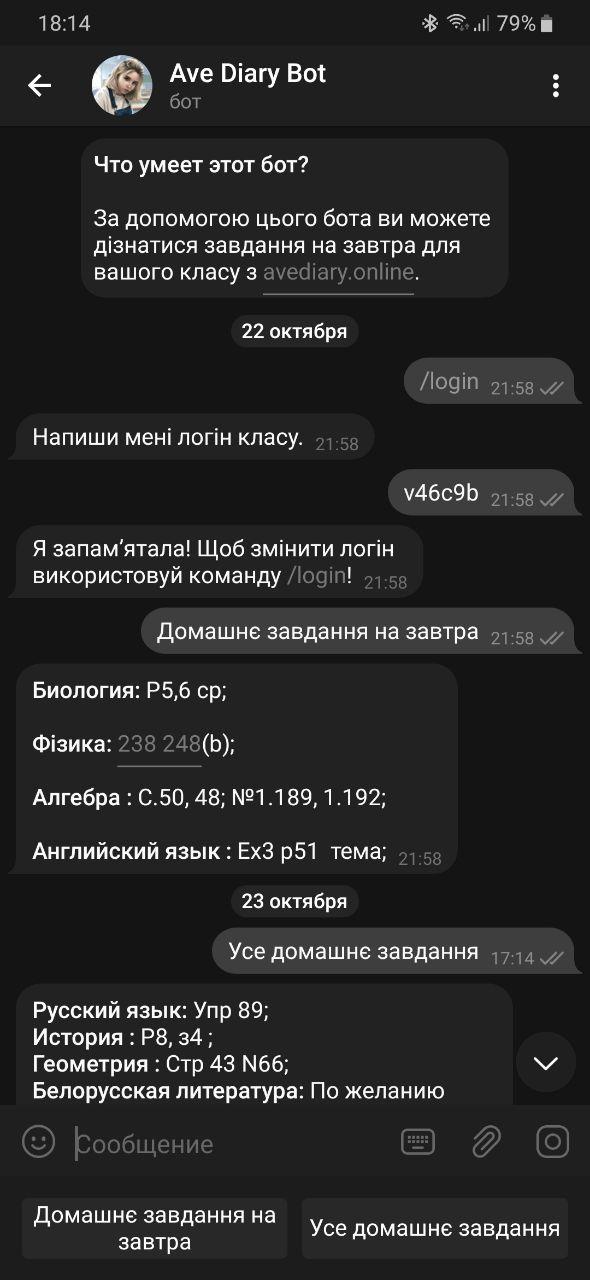 18:14
79%
Ave Diary Bot
бот
Что умеет этот бот?
За допомогою цього бота ви можете
дізнатися завдання на завтра для
вашого класу з avediary.online.
22 октября
/login 21:58
Напиши мені логін класу. 21:58
v46c9b 21:58
Я запам’ятала! Щоб змінити логін
використовуй команду /login! 21:58
Домашнє завдання на завтра 21:58
Биология: P5,6 ср;
Фізика: 238 248(b);
Алгебра : С.50, 48; №1.189, 1.192;
Английский язык : Ex3 p51  тема; 21:58
23 октября
Усе домашнє завдання 17:14
Русский язык: Упр 89;
История : P8, з4 ;
Геометрия : Стр 43 N66;
Белорусская литература: По желанию
Сообщение
Домашнє завдання на
завтра
Усе домашнє завдання